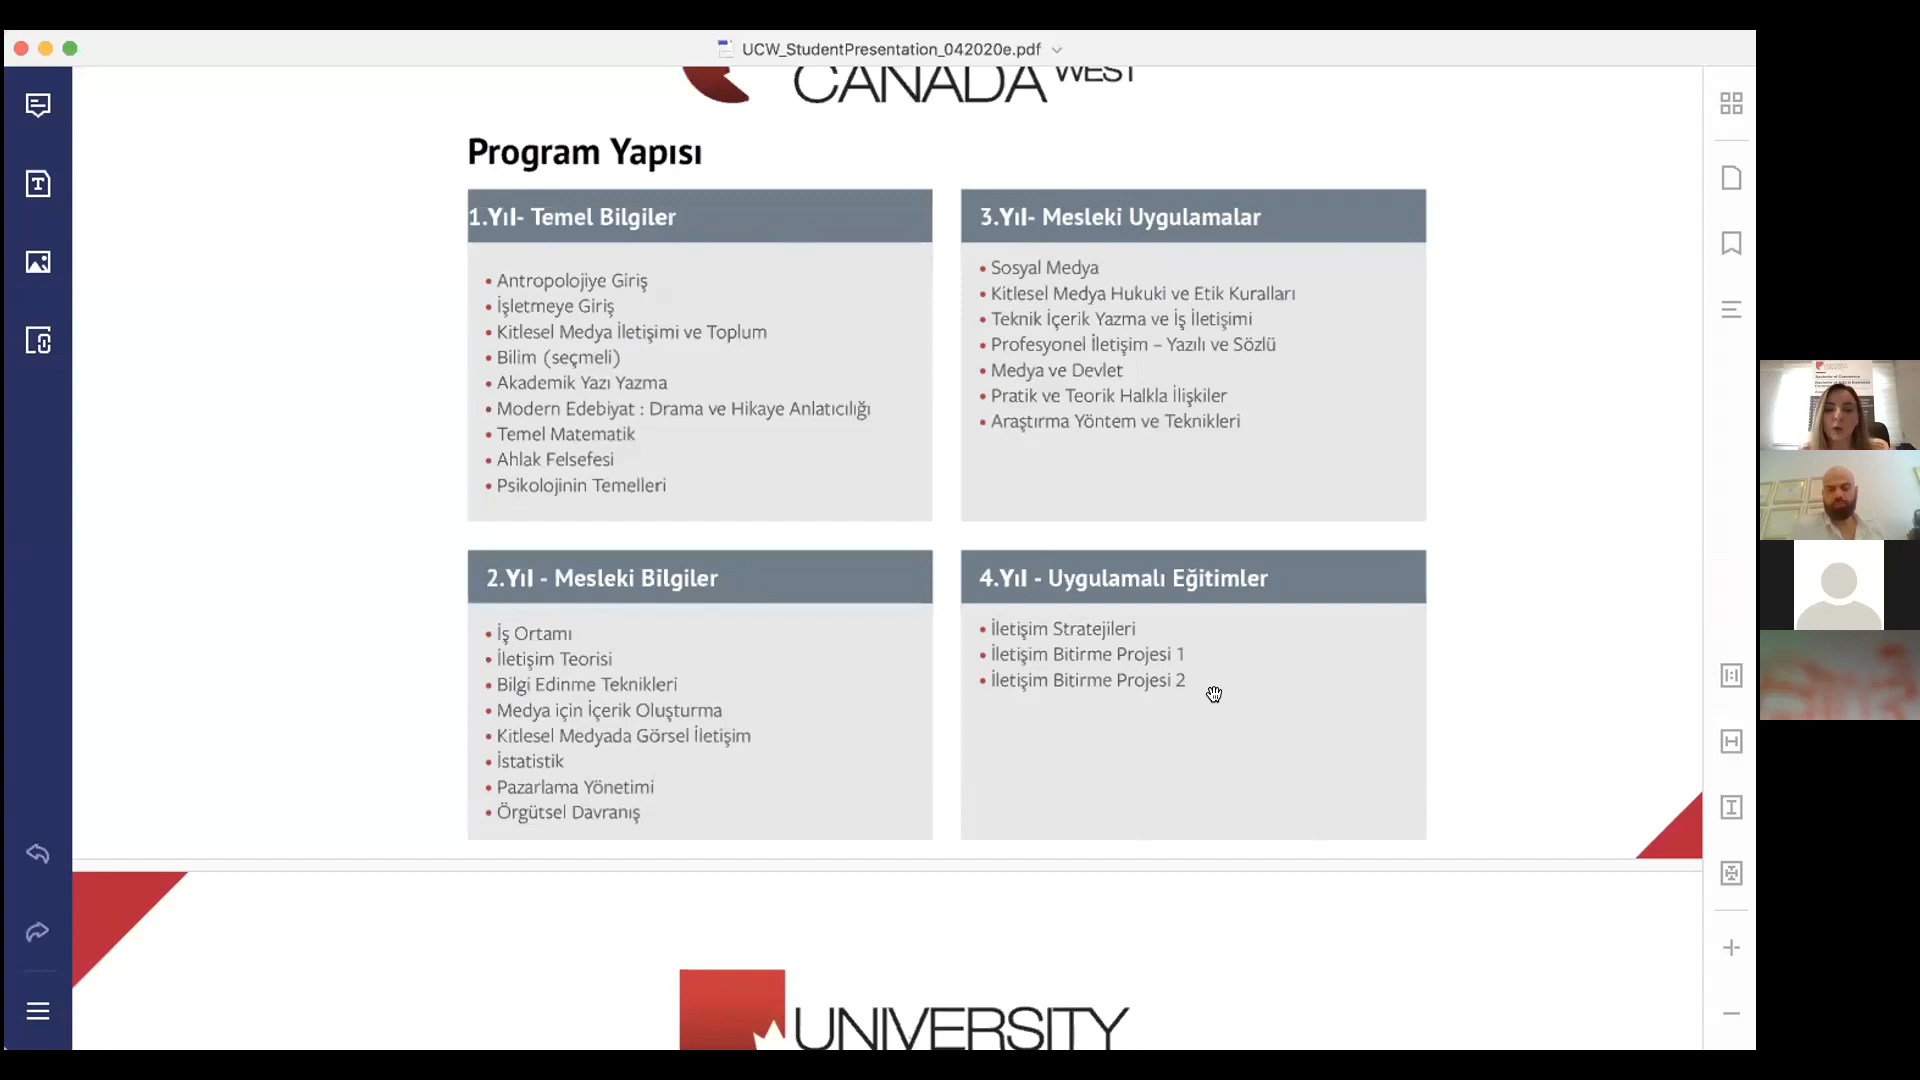 UCW_StudentPresentation_042020e.pdf
CANADA WEST
Program Yapısı
1.Yıl- Temel Bilgiler
• Antropolojiye Giriş
• İşletmeye Giriş
• Kitlesel Medya İletişimi ve Toplum
• Bilim (seçmeli)
• Akademik Yazı Yazma
• Modern Edebiyat : Drama ve Hikaye Anlatıcılığı
• Temel Matematik
• Ahlak Felsefesi
• Psikolojinin Temelleri
3.Yıl- Mesleki Uygulamalar
• Sosyal Medya
• Kitlesel Medya Hukuki ve Etik Kuralları
• Teknik İçerik Yazma ve İş İletişimi
• Profesyonel İletişim – Yazılı ve Sözlü
• Medya ve Devlet
• Pratik ve Teorik Halkla İlişkiler
• Araştırma Yöntem ve Teknikleri
2.Yıl - Mesleki Bilgiler
• İş Ortamı
• İletişim Teorisi
• Bilgi Edinme Teknikleri
• Medya için İçerik Oluşturma
• Kitlesel Medyada Görsel İletişim
• İstatistik
• Pazarlama Yönetimi
• Örgütsel Davranış
4.Yıl - Uygulamalı Eğitimler
• İletişim Stratejileri
• İletişim Bitirme Projesi 1
• İletişim Bitirme Projesi 2
UNIVERSITY